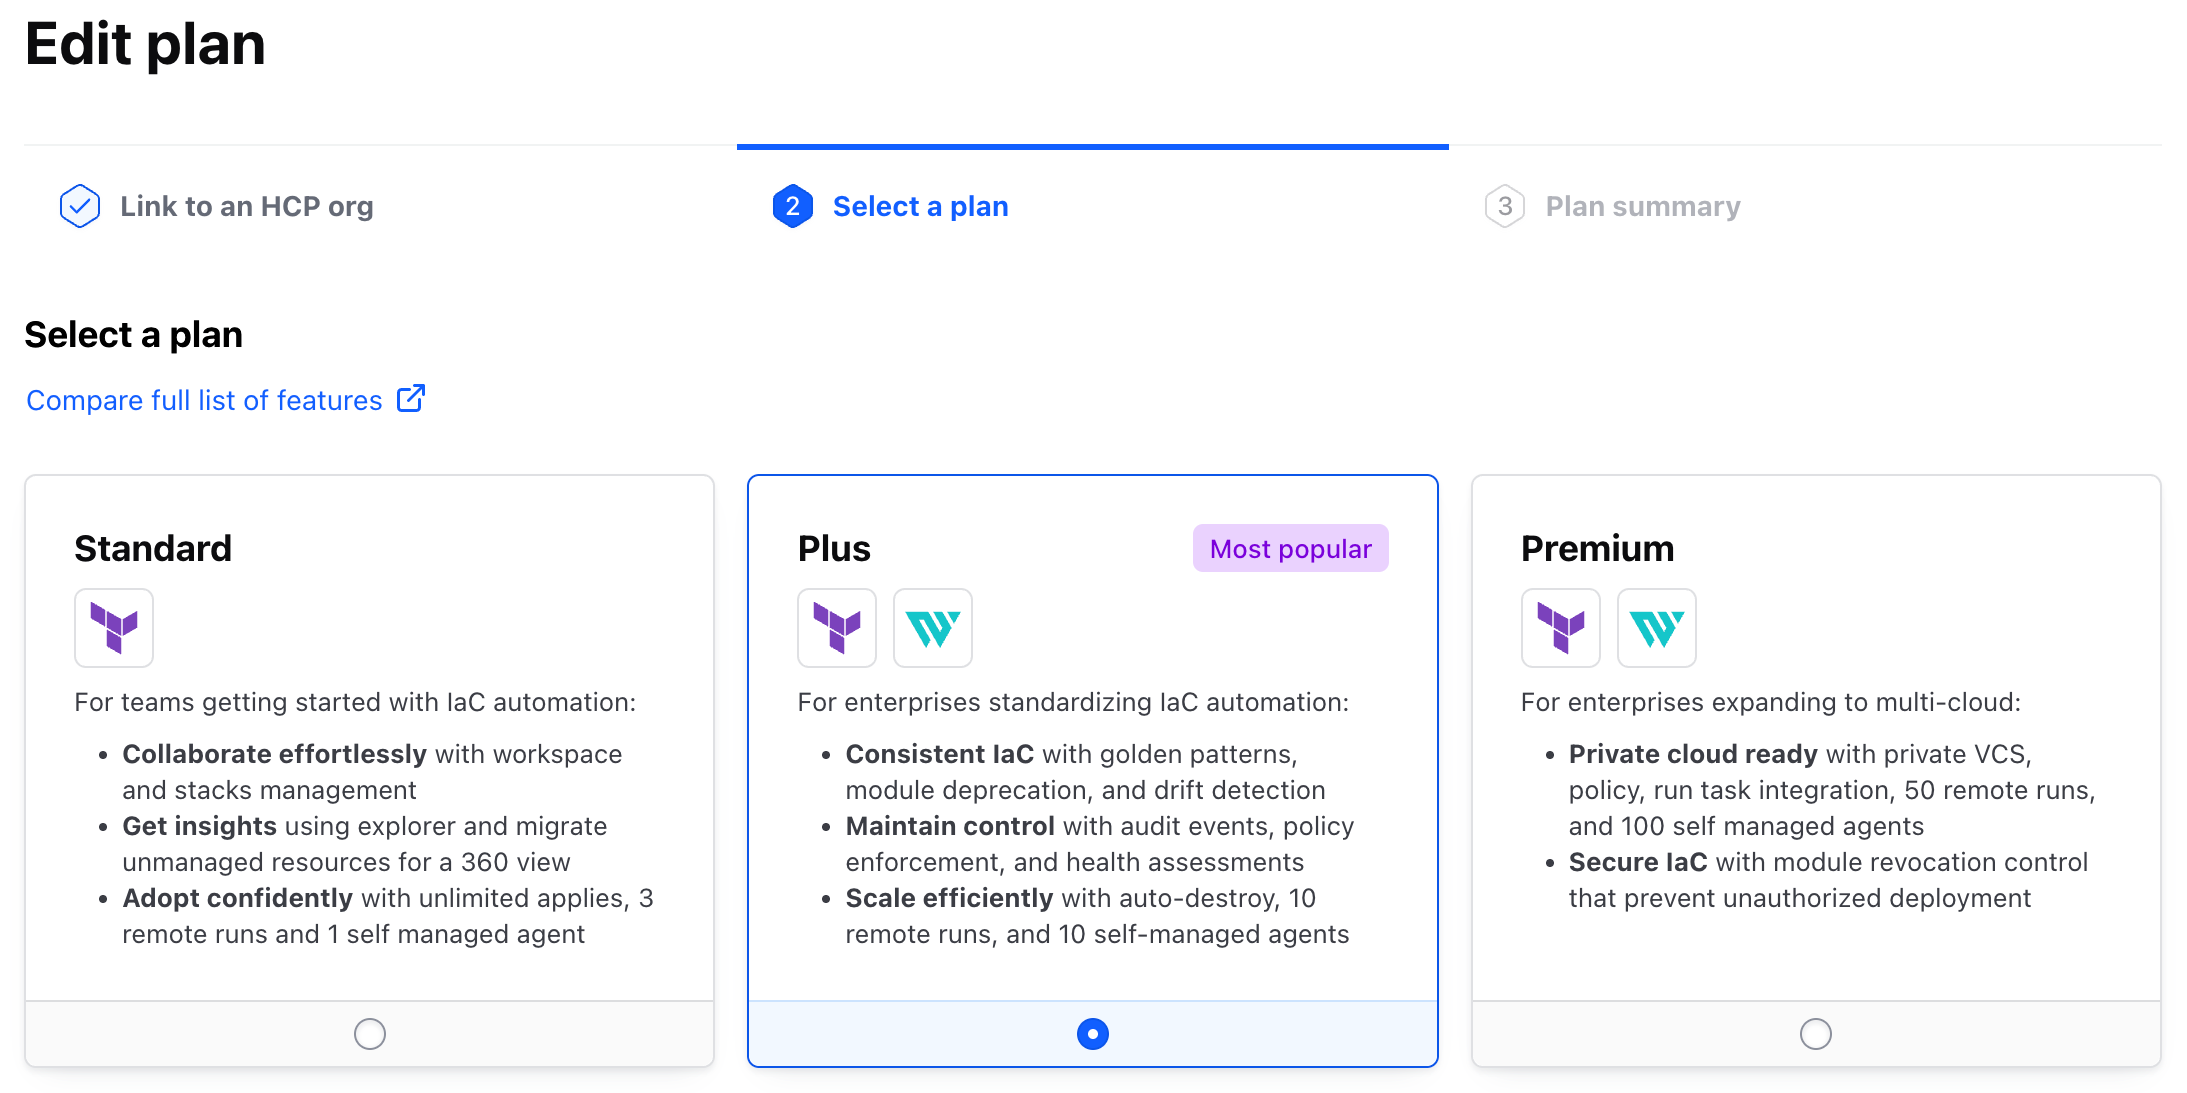 Edit plan
Link to an HCP org
2 Select a plan
3 Plan summary
Select a plan
Compare full list of features
Standard
For teams getting started with IaC automation:
• Collaborate effortlessly with workspace
and stacks management
• Get insights using explorer and migrate
unmanaged resources for a 360 view
• Adopt confidently with unlimited applies, 3
remote runs and 1 self managed agent
Plus
Most popular
For enterprises standardizing IaC automation:
• Consistent IaC with golden patterns,
module deprecation, and drift detection
• Maintain control with audit events, policy
enforcement, and health assessments
• Scale efficiently with auto-destroy, 10
remote runs, and 10 self-managed agents
Premium
For enterprises expanding to multi-cloud:
• Private cloud ready with private VCS,
policy, run task integration, 50 remote runs,
and 100 self managed agents
• Secure IaC with module revocation control
that prevent unauthorized deployment